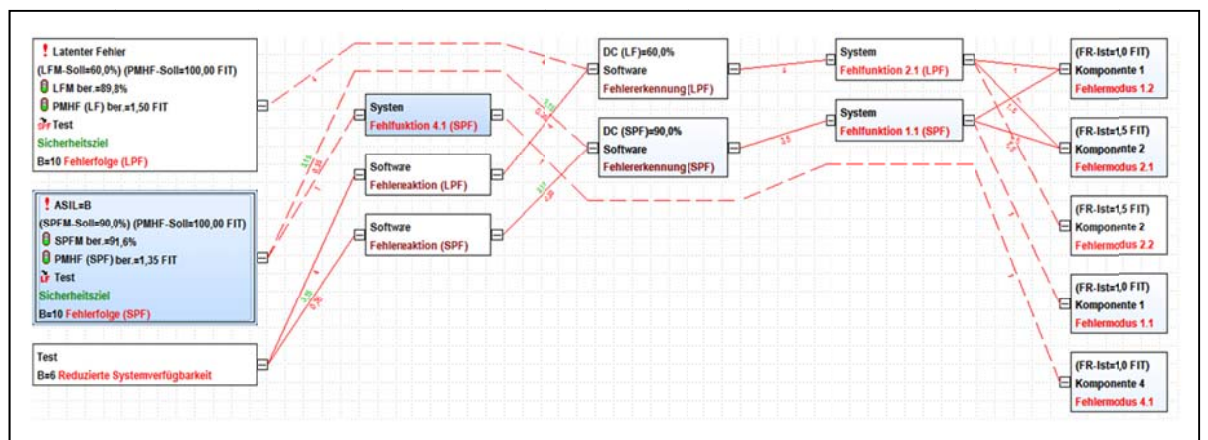 Latenter Fehler
(LFM-Soll=60,0%) (PMHF-Soll=100,00 FIT)
LFM ber.=89,8%
PMHF (LF) ber.=1,50 FIT
SPF Test
Sicherheitsziel
B=10 Fehlerfolge (LPF)
ASIL=B
(SPFM-Soll=90,0%) (PMHF-Soll=100,00 FIT)
SPFM ber.=91,6%
PMHF (SPF) ber.=1,35 FIT
LF Test
Sicherheitsziel
B=10 Fehlerfolge (SPF)
Test
B=6 Reduzierte Systemverfügbarkeit
Systen
Fehlfunktion 4.1 (SPF)
Software
Fehlereaktion (LPF)
Software
Fehlereaktion (SPF)
DC (LF)=60,0%
Software
Fehlererkennung[LPF)
DC (SPF)=90,0%
Software
Fehlererkennung[SPF)
System
Fehlfunktion 2.1 (LPF)
System
Fehlfunktion 1.1 (SPF)
(FR-Ist=1,0 FIT)
Komponente 1
Fehlermodus 1.2
(FR-Ist=1,5 FIT)
Komponente 2
Fehlermodus 2.1
(FR-Ist=1,5 FIT)
Komponente 2
Fehlermodus 2.2
(FR-Ist=1,0 FIT)
Komponente 1
Fehlermodus 1.1
(FR-Ist=1,0 FIT)
Komponente 4
Fehlermodus 4.1